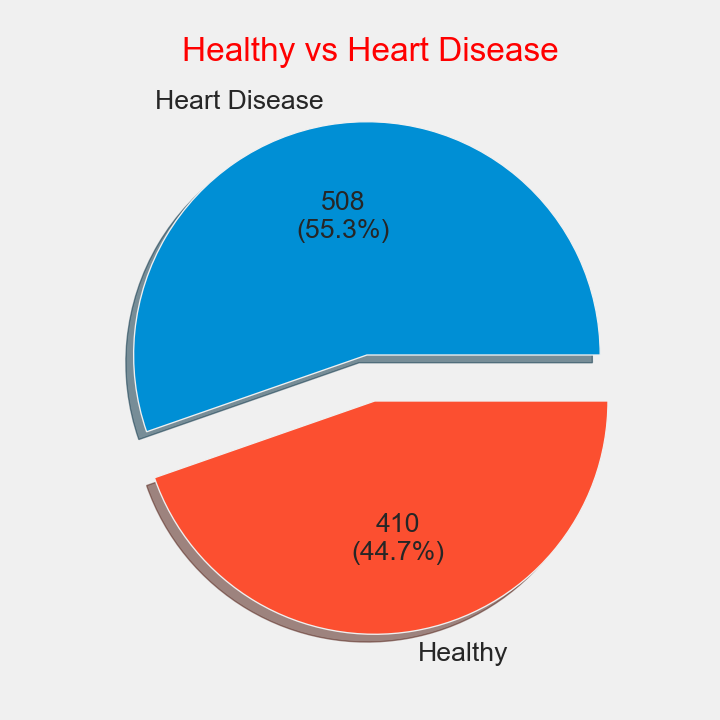 Healthy vs Heart Disease
Heart Disease
508
(55.3%)
410
(44.7%)
Healthy